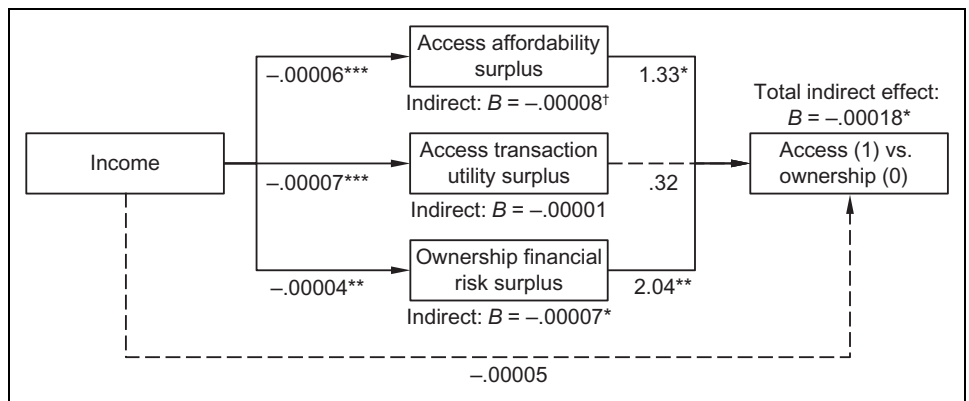 Access affordability
surplus
–.00006***
1.33*
Indirect: B = –.00008†
Total indirect effect:
B = –.00018*
Income
Access transaction
utility surplus
Access (1) vs.
ownership (0)
–.00007***
.32
Indirect: B = –.00001
Ownership financial
risk surplus
–.00004**
2.04**
Indirect: B = –.00007*
–.00005